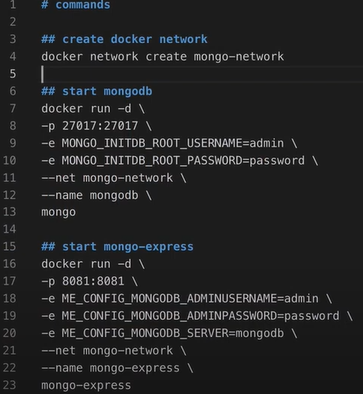 1 # commands
2
3 ## create docker network
4 docker network create mongo-network
5
6 ## start mongodb
7 docker run -d \
8 -p 27017:27017 \
9 -e MONGO_INITDB_ROOT_USERNAME=admin \
10 -e MONGO_INITDB_ROOT_PASSWORD=password \
11 --net mongo-network \
12 --name mongodb \
13 mongo
14
15 ## start mongo-express
16 docker run -d \
17 -p 8081:8081 \
18 -e ME_CONFIG_MONGODB_ADMINUSERNAME=admin \
19 -e ME_CONFIG_MONGODB_ADMINPASSWORD=password \
20 -e ME_CONFIG_MONGODB_SERVER=mongodb \
21 --net mongo-network \
22 --name mongo-express \
23 mongo-express